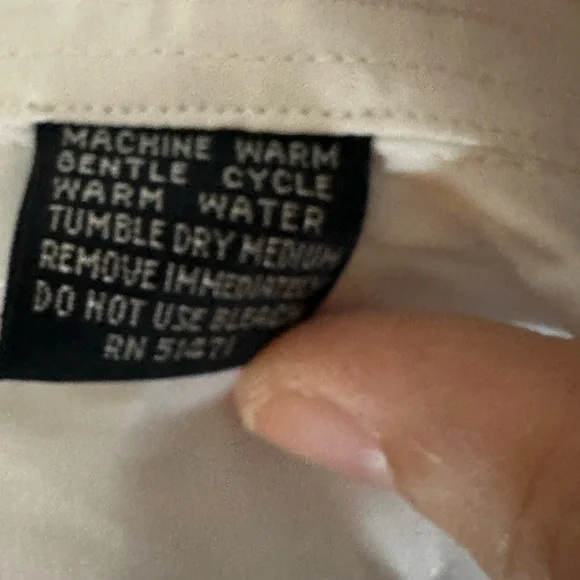 MACHINE WARM
GENTLE CYCLE
WARM WATER
TUMBLE DRY MEDIUM
REMOVE IMMEDIATELY
DO NOT USE BLEACH
RN 51471